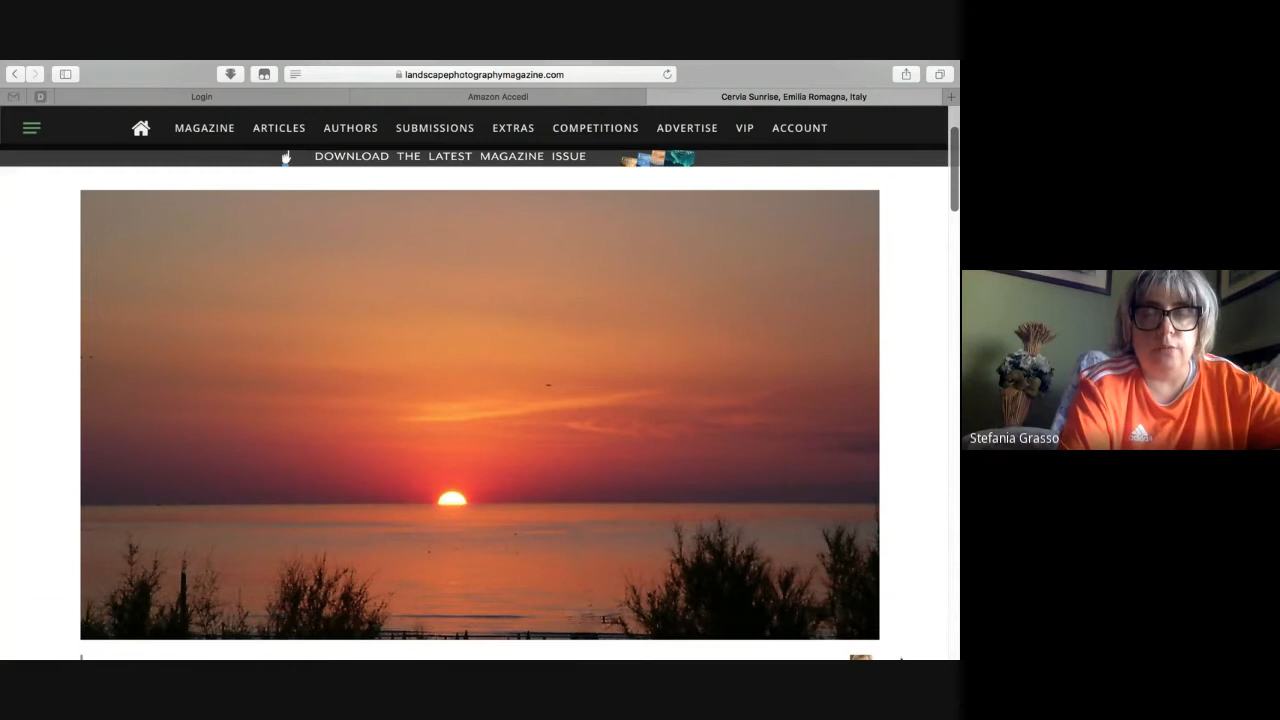 landscapephotographymagazine.com
Login
Amazon Accedi
Cervia Sunrise, Emilia Romagna, Italy
MAGAZINE ARTICLES AUTHORS SUBMISSIONS EXTRAS COMPETITIONS ADVERTISE VIP ACCOUNT
DOWNLOAD THE LATEST MAGAZINE ISSUE
Stefania Grasso
adidas